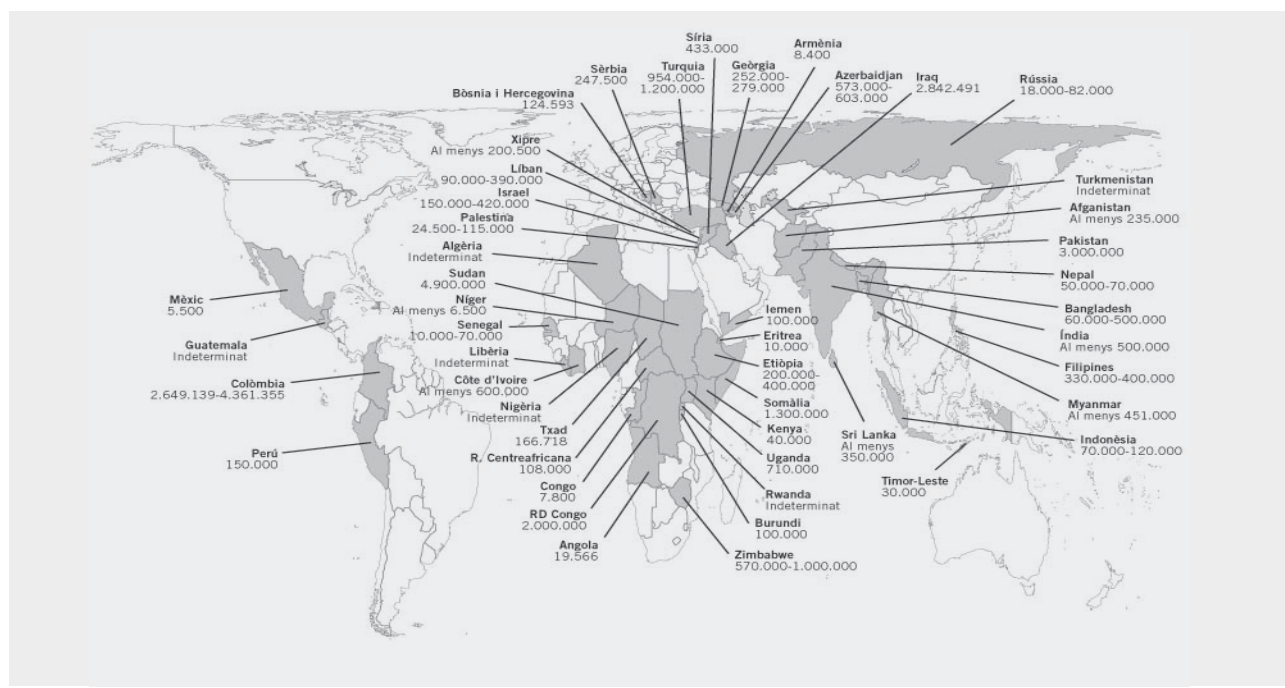 Síria
433.000
Armènia
8.400
Sèrbia
247.500
Turquia
954.000-
1.200.000
Geòrgia
252.000-
279.000
Azerbaidjan
573.000-
603.000
Iraq
2.842.491
Rússia
18.000-82.000
Bòsnia i Hercegovina
124.593
Xipre
Al menys 200.500
Líban
90.000-390.000
Israel
150.000-420.000
Palestina
24.500-115.000
Algèria
Indeterminat
Sudan
4.900.000
Níger
Al menys 6.500
Senegal
10.000-70.000
Libèria
Indeterminat
Côte d'Ivoire
Al menys 600.000
Nigèria
Indeterminat
Txad
166.718
R. Centreafricana
108.000
Congo
7.800
RD Congo
2.000.000
Angola
19.566
Mèxic
5.500
Guatemala
Indeterminat
Colòmbia
2.649.139-4.361.355
Perú
150.000
Iemen
100.000
Eritrea
10.000
Etiòpia
200.000-
400.000
Somàlia
1.300.000
Kenya
40.000
Uganda
710.000
Rwanda
Indeterminat
Burundi
100.000
Zimbabwe
570.000-1.000.000
Turkmenistan
Indeterminat
Afganistan
Al menys 235.000
Pakistan
3.000.000
Nepal
50.000-70.000
Bangladesh
60.000-500.000
Índia
Al menys 500.000
Filipines
330.000-400.000
Myanmar
Al menys 451.000
Indonèsia
70.000-120.000
Sri Lanka
Al menys
350.000
Timor-Leste
30.000